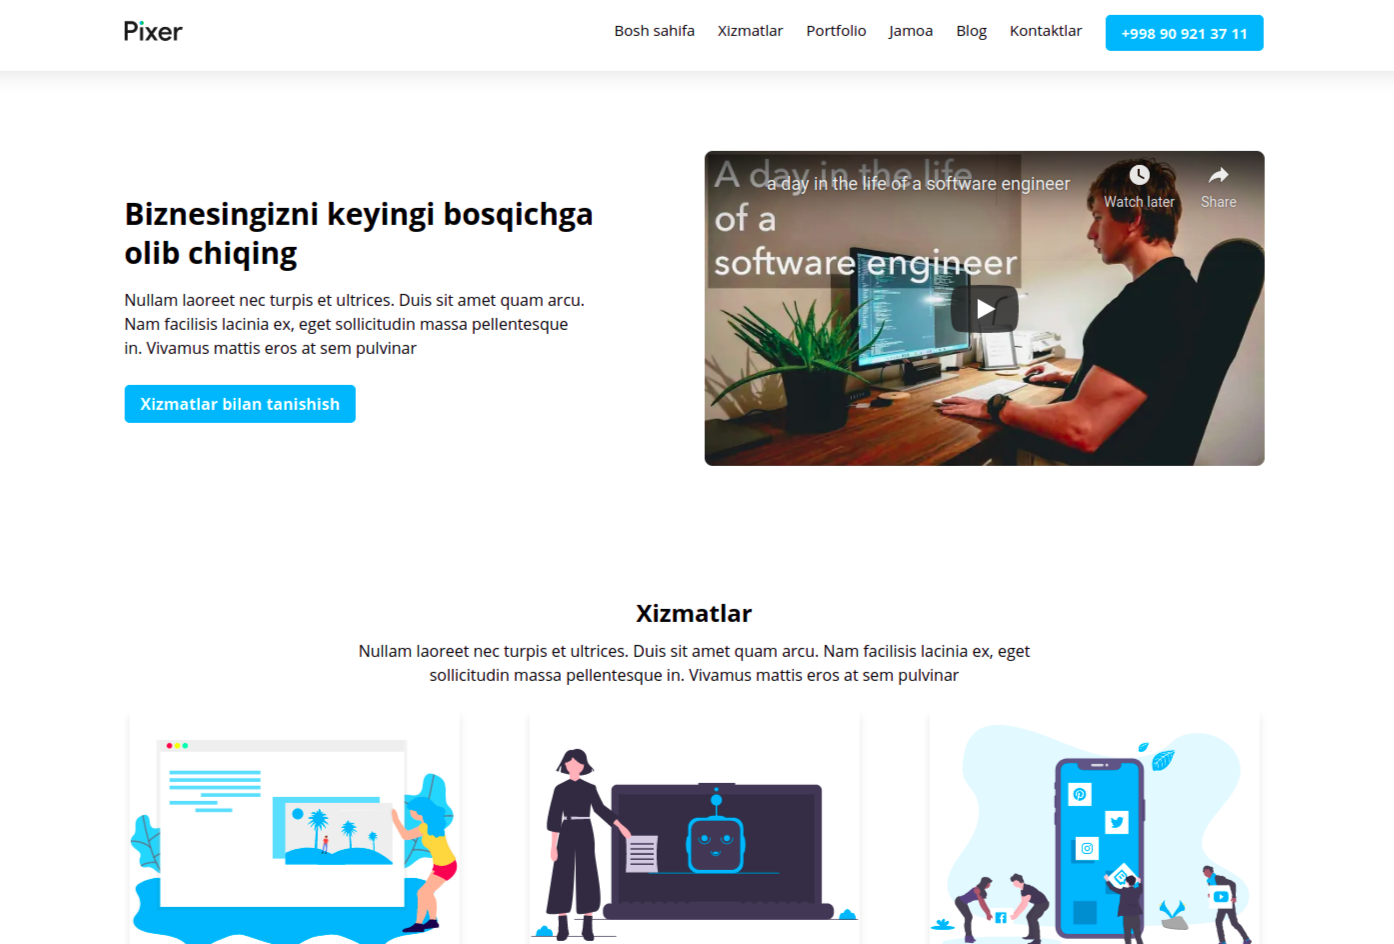 Pixer
Bosh sahifa
Xizmatlar
Portfolio
Jamoa
Blog
Kontaktlar
+998 90 921 37 11
Biznesingizni keyingi bosqichga
olib chiqing
Nullam laoreet nec turpis et ultrices. Duis sit amet quam arcu.
Nam facilisis lacinia ex, eget sollicitudin massa pellentesque
in. Vivamus mattis eros at sem pulvinar
Xizmatlar bilan tanishish
A day in the life
of a
software engineer
a day in the life of a software engineer
Watch later
Share
Xizmatlar
Nullam laoreet nec turpis et ultrices. Duis sit amet quam arcu. Nam facilisis lacinia ex, eget
sollicitudin massa pellentesque in. Vivamus mattis eros at sem pulvinar